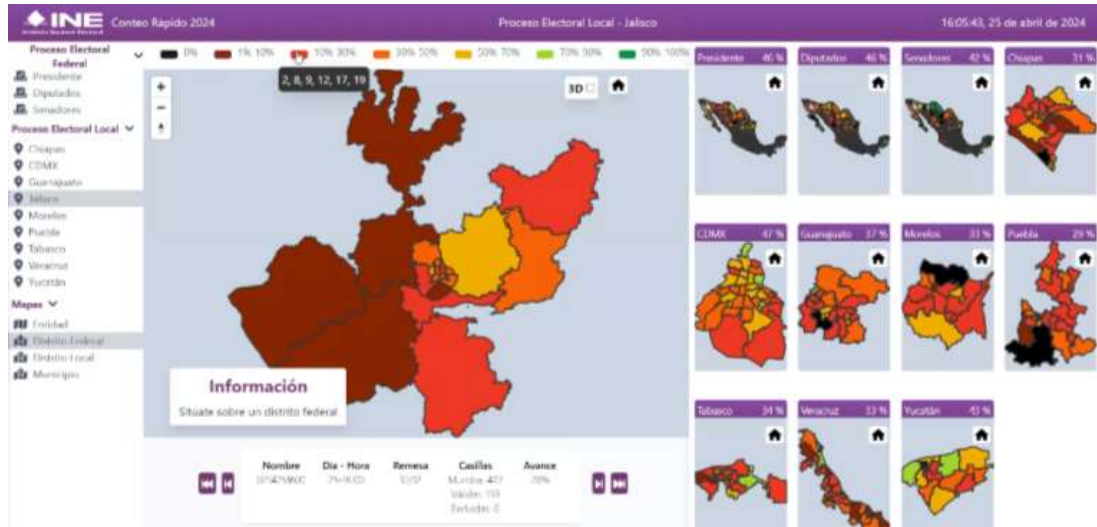 INE
Conteo Rápido 2024
Proceso Electoral Local - Jalisco
16:05:43, 25 de abril de 2024
Proceso Electoral
Federal
Presidente
Diputados
Senadores
Proceso Electoral Local
Chiapas
CDMX
Guanajuato
Jalisco
Morelos
Puebla
Tabasco
Veracruz
Yucatán
Mapas
Entidad
Distrito Federal
Distrito Local
Municipio
0%
1% 10%
10% 30%
30% 50%
50% 70%
70% 90%
90% 100%
2, 8, 9, 12, 17, 19
3D
Información
Sitúate sobre un distrito federal
Nombre Día - Hora Remesa Casillas Avance
Presidente 46 %
Diputados 46 %
Senadores 42 %
Chiapas 31 %
CDMX 47 %
Guanajuato 37 %
Morelos 33 %
Puebla 29 %
Tabasco 34 %
Veracruz 33 %
Yucatán 43 %